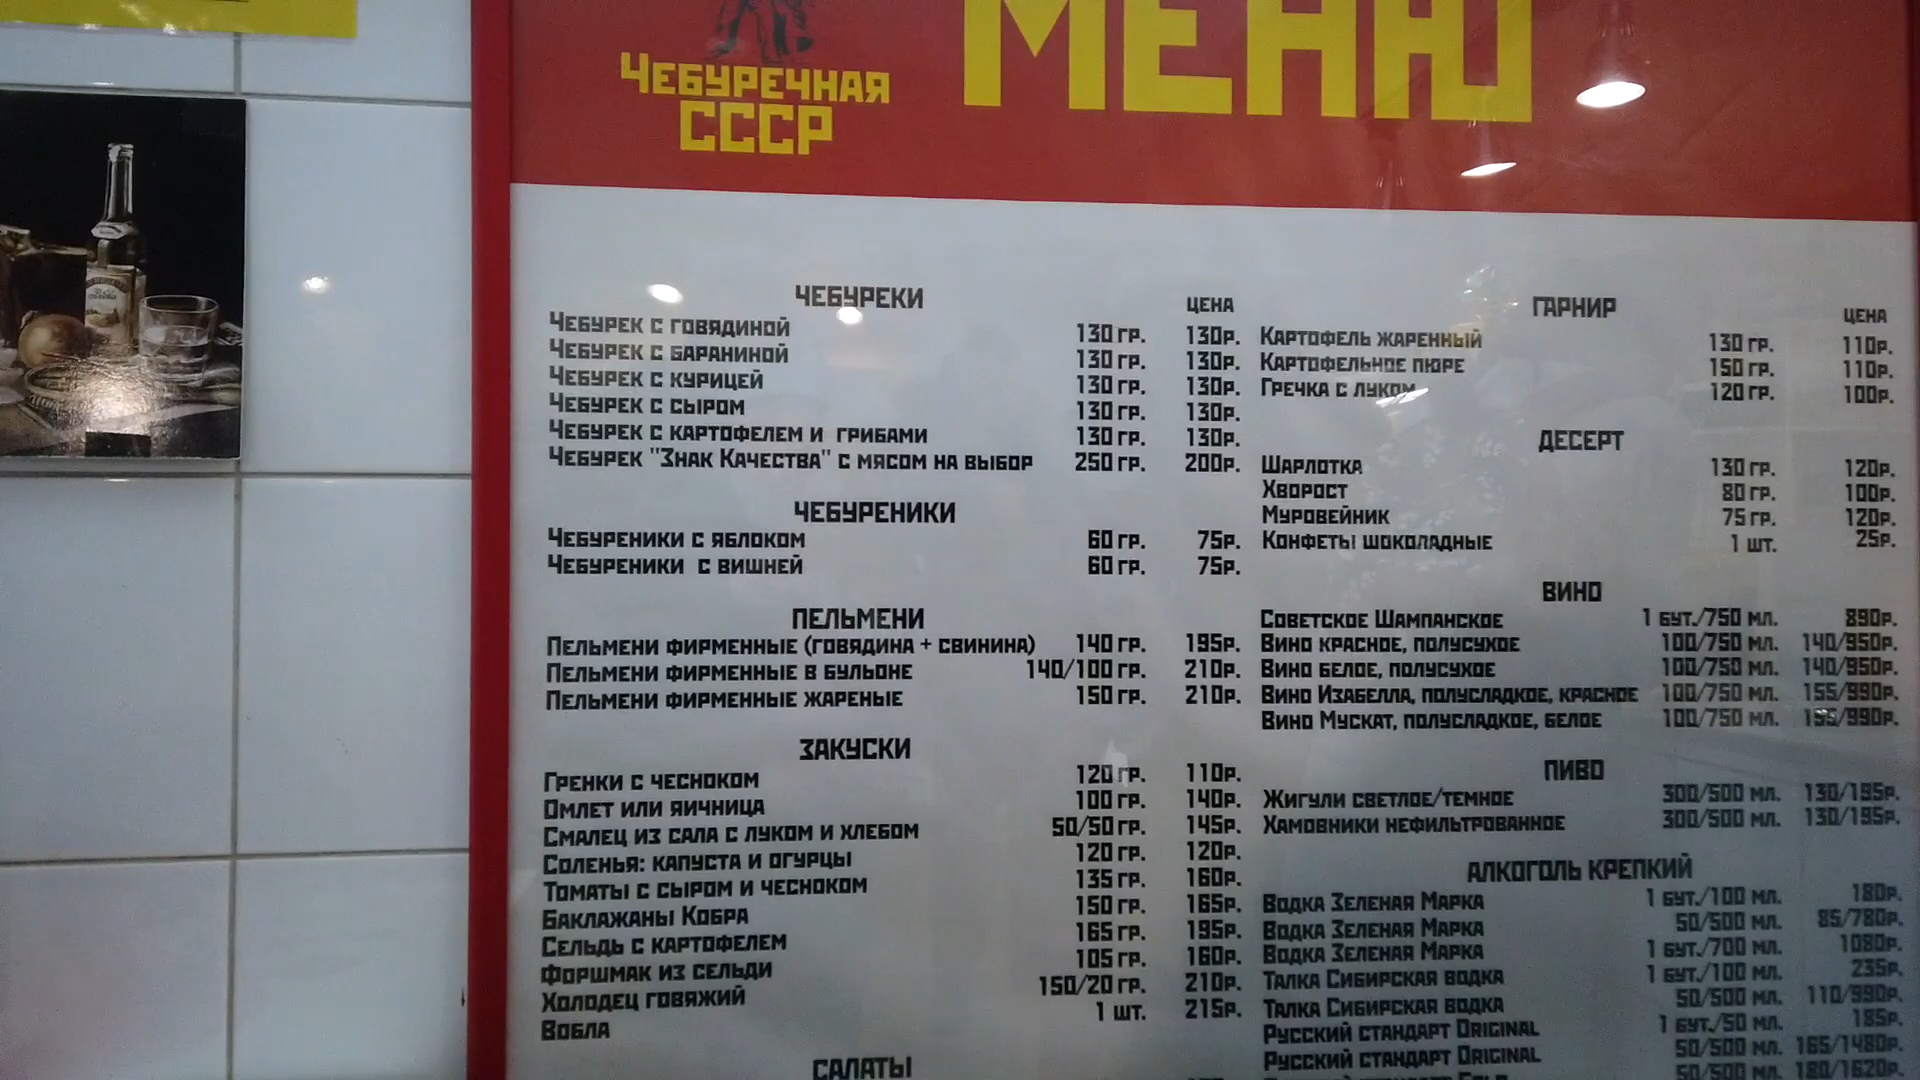 МЕНЮ
Чебуречная
СССР
ЧЕБУРЕКИ ЦЕНА
Чебурек с говядиной 130 гр. 130р.
Чебурек с бараниной 130 гр. 130р.
Чебурек с курицей 130 гр. 130р.
Чебурек с сыром 130 гр. 130р.
Чебурек с картофелем и грибами 130 гр. 130р.
Чебурек "Знак Качества" с мясом на выбор 250 гр. 200р.
ЧЕБУРЕНИКИ
Чебуреники с яблоком 60 гр. 75р.
Чебуреники с вишней 60 гр. 75р.
ПЕЛЬМЕНИ
Пельмени фирменные (говядина + свинина) 140 гр. 195р.
Пельмени фирменные в бульоне 140/100 гр. 210р.
Пельмени фирменные жареные 150 гр. 210р.
ЗАКУСКИ
Гренки с чесноком 120 гр. 110р.
Омлет или яичница 100 гр. 140р.
Смалец из сала с луком и хлебом 50/50 гр. 145р.
Соленья: капуста и огурцы 120 гр. 120р.
Томаты с сыром и чесноком 135 гр. 160р.
Баклажаны Кобра 150 гр. 165р.
Сельдь с картофелем 165 гр. 195р.
Форшмак из сельди 105 гр. 160р.
Холодец говяжий 150/20 гр. 210р.
Вобла 1 шт. 215р.
САЛАТЫ
ГАРНИР ЦЕНА
Картофель жаренный 130 гр. 110р.
Картофельное пюре 150 гр. 110р.
Гречка с луком 120 гр. 100р.
ДЕСЕРТ
Шарлотка 130 гр. 120р.
Хворост 80 гр. 100р.
Муровейник 75 гр. 120р.
Конфеты шоколадные 1 шт. 25р.
ВИНО
Советское Шампанское 1 бут./750 мл. 890р.
Вино красное, полусухое 100/750 мл. 140/950р.
Вино белое, полусухое 100/750 мл. 140/950р.
Вино Изабелла, полусладкое, красное 100/750 мл. 155/990р.
Вино Мускат, полусладкое, белое 100/750 мл. 155/990р.
ПИВО
Жигули светлое/темное 300/500 мл. 130/195р.
Хамовники нефильтрованное 300/500 мл. 130/195р.
АЛКОГОЛЬ КРЕПКИЙ
Водка Зеленая Марка 1 бут./100 мл. 180р.
Водка Зеленая Марка 50/500 мл. 85/780р.
Водка Зеленая Марка 1 бут./700 мл. 1080р.
Талка Сибирская водка 1 бут./100 мл. 235р.
Талка Сибирская водка 50/500 мл. 110/990р.
Русский стандарт Original 1 бут./50 мл. 185р.
Русский стандарт Original 50/500 мл. 165/1480р.
50/500 мл. 180/1620р.